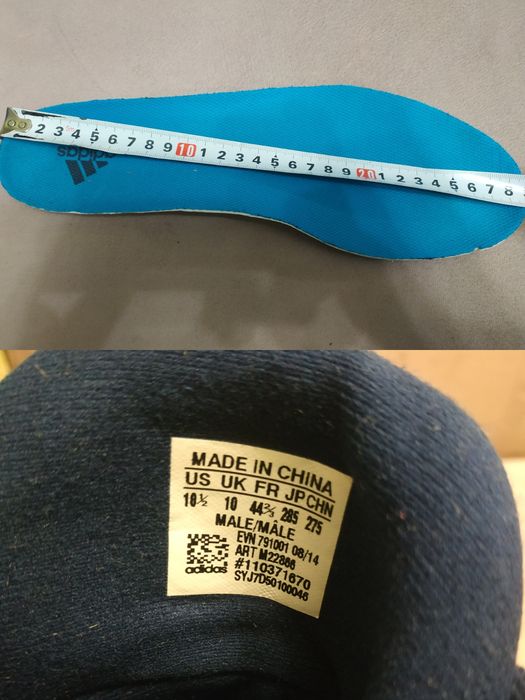 2 3 4 5 6 7 8 9 10 1 2 3 4 5 6 7 8 9 20 1 2 3 4 5 6 7 8
adidas
MADE IN CHINA
US UK FR JP CHN
10½ 10 44⅔ 285 275
MALE/MÂLE
EVN 791001 08/14
ART M22866
#110371670
adidas
SYJ7D50100046